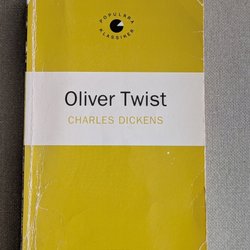 POPULÄRA
KLASSIKER
Oliver Twist
CHARLES DICKENS